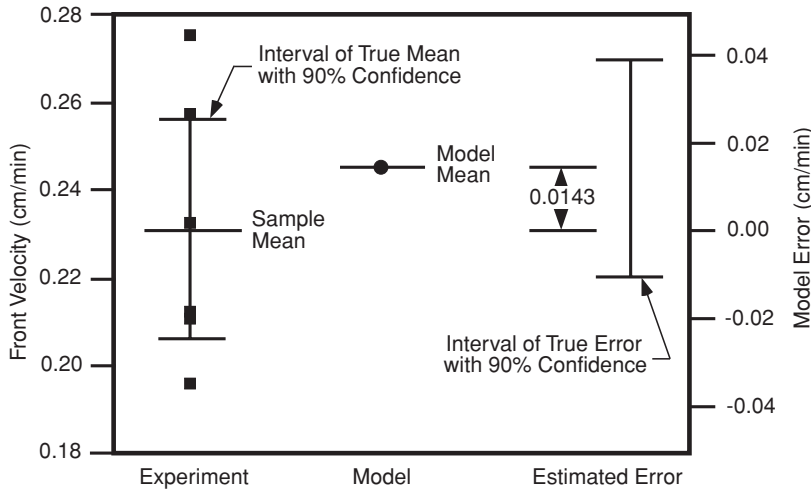 0.28
0.26
0.24
0.22
0.20
0.18
Front Velocity (cm/min)
Interval of True Mean
with 90% Confidence
Sample
Mean
Model
Mean
0.0143
Interval of True Error
with 90% Confidence
0.04
0.02
0.00
-0.02
-0.04
Model Error (cm/min)
Experiment
Model
Estimated Error